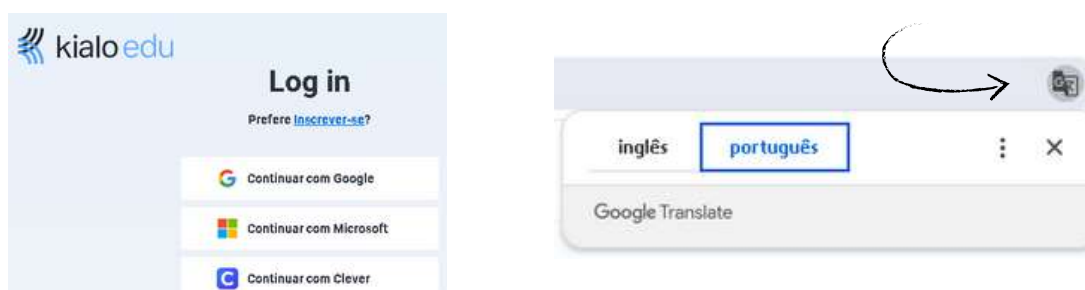 kialo edu
Log in
Prefere Inscrever-se?
Continuar com Google
Continuar com Microsoft
C Continuar com Clever
inglês português
Google Translate